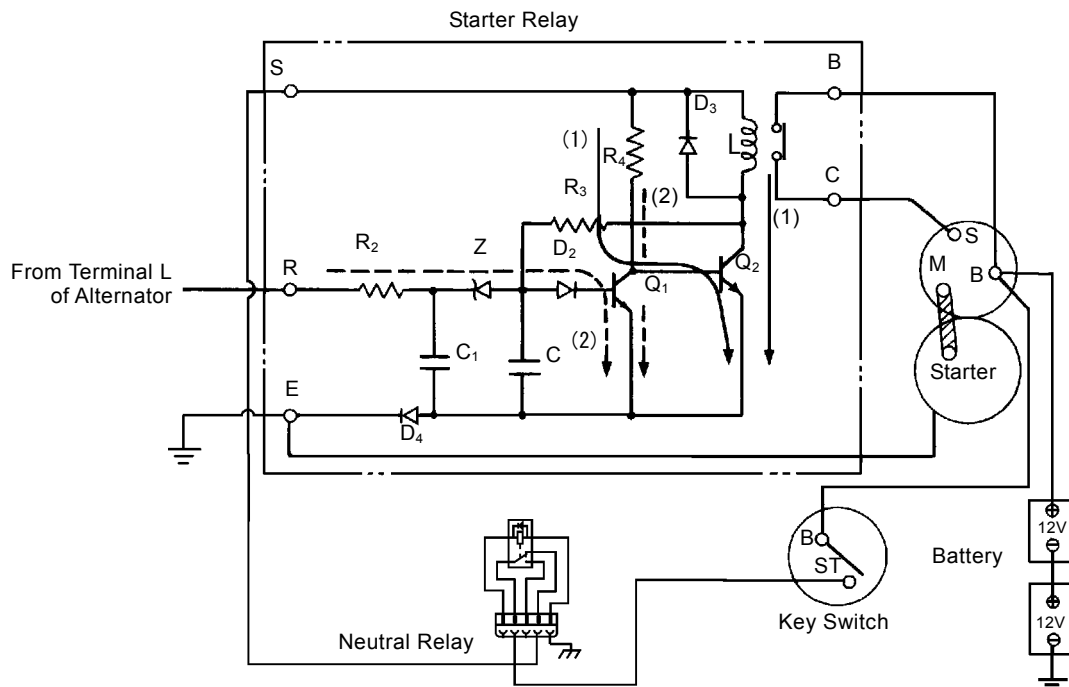 Starter Relay
S
B
D3
(1)
R4
L
R3
(2)
C
(1)
D2
R2
Z
Q2
S
From Terminal L
of Alternator
R
M
B
Q1
(2)
C1
C
E
Starter
D4
B
12V
ST
Battery
12V
Neutral Relay
Key Switch